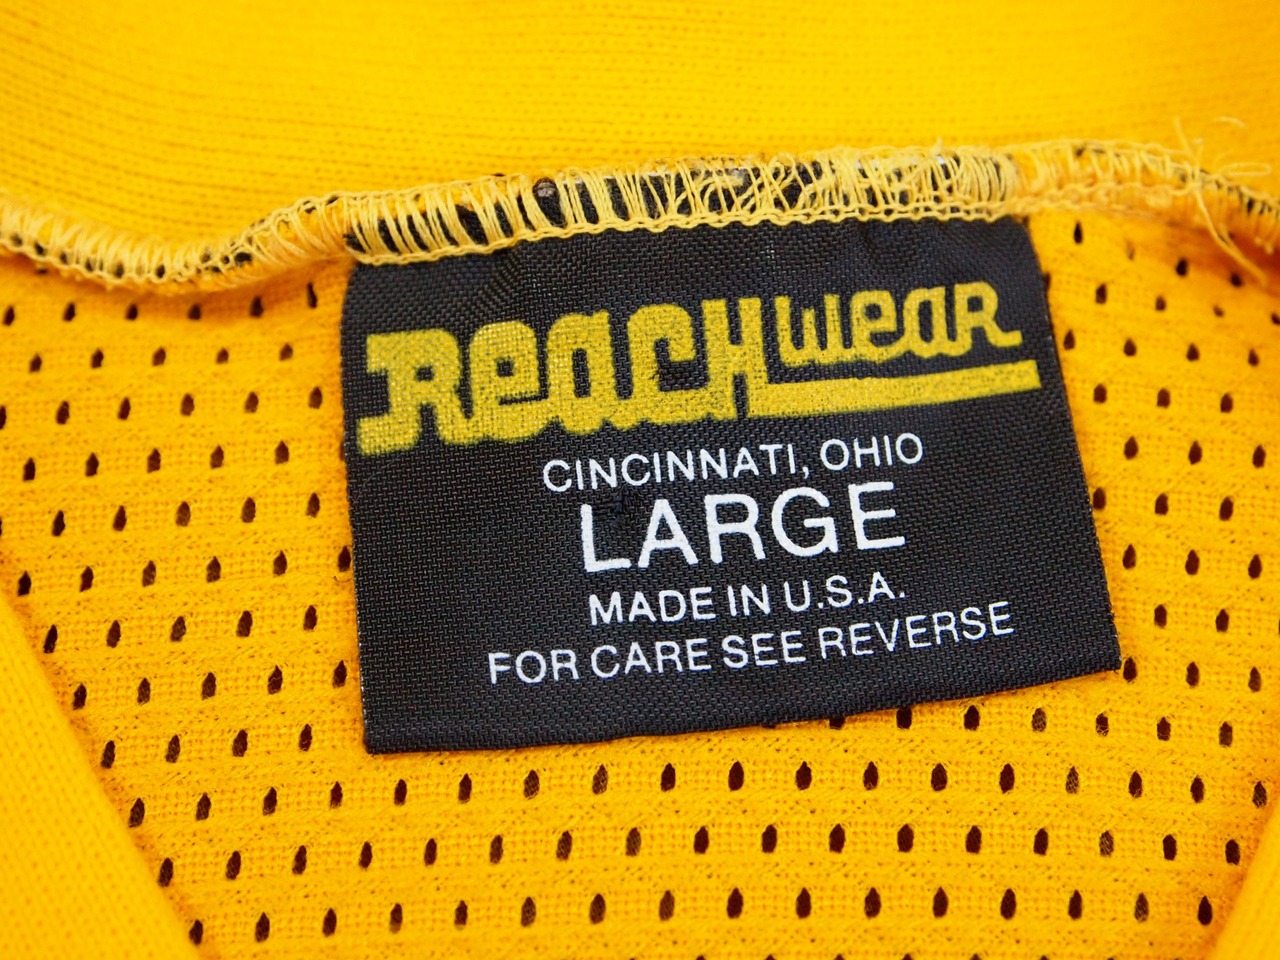 REACHWEAR
CINCINNATI, OHIO
LARGE
MADE IN U.S.A.
FOR CARE SEE REVERSE